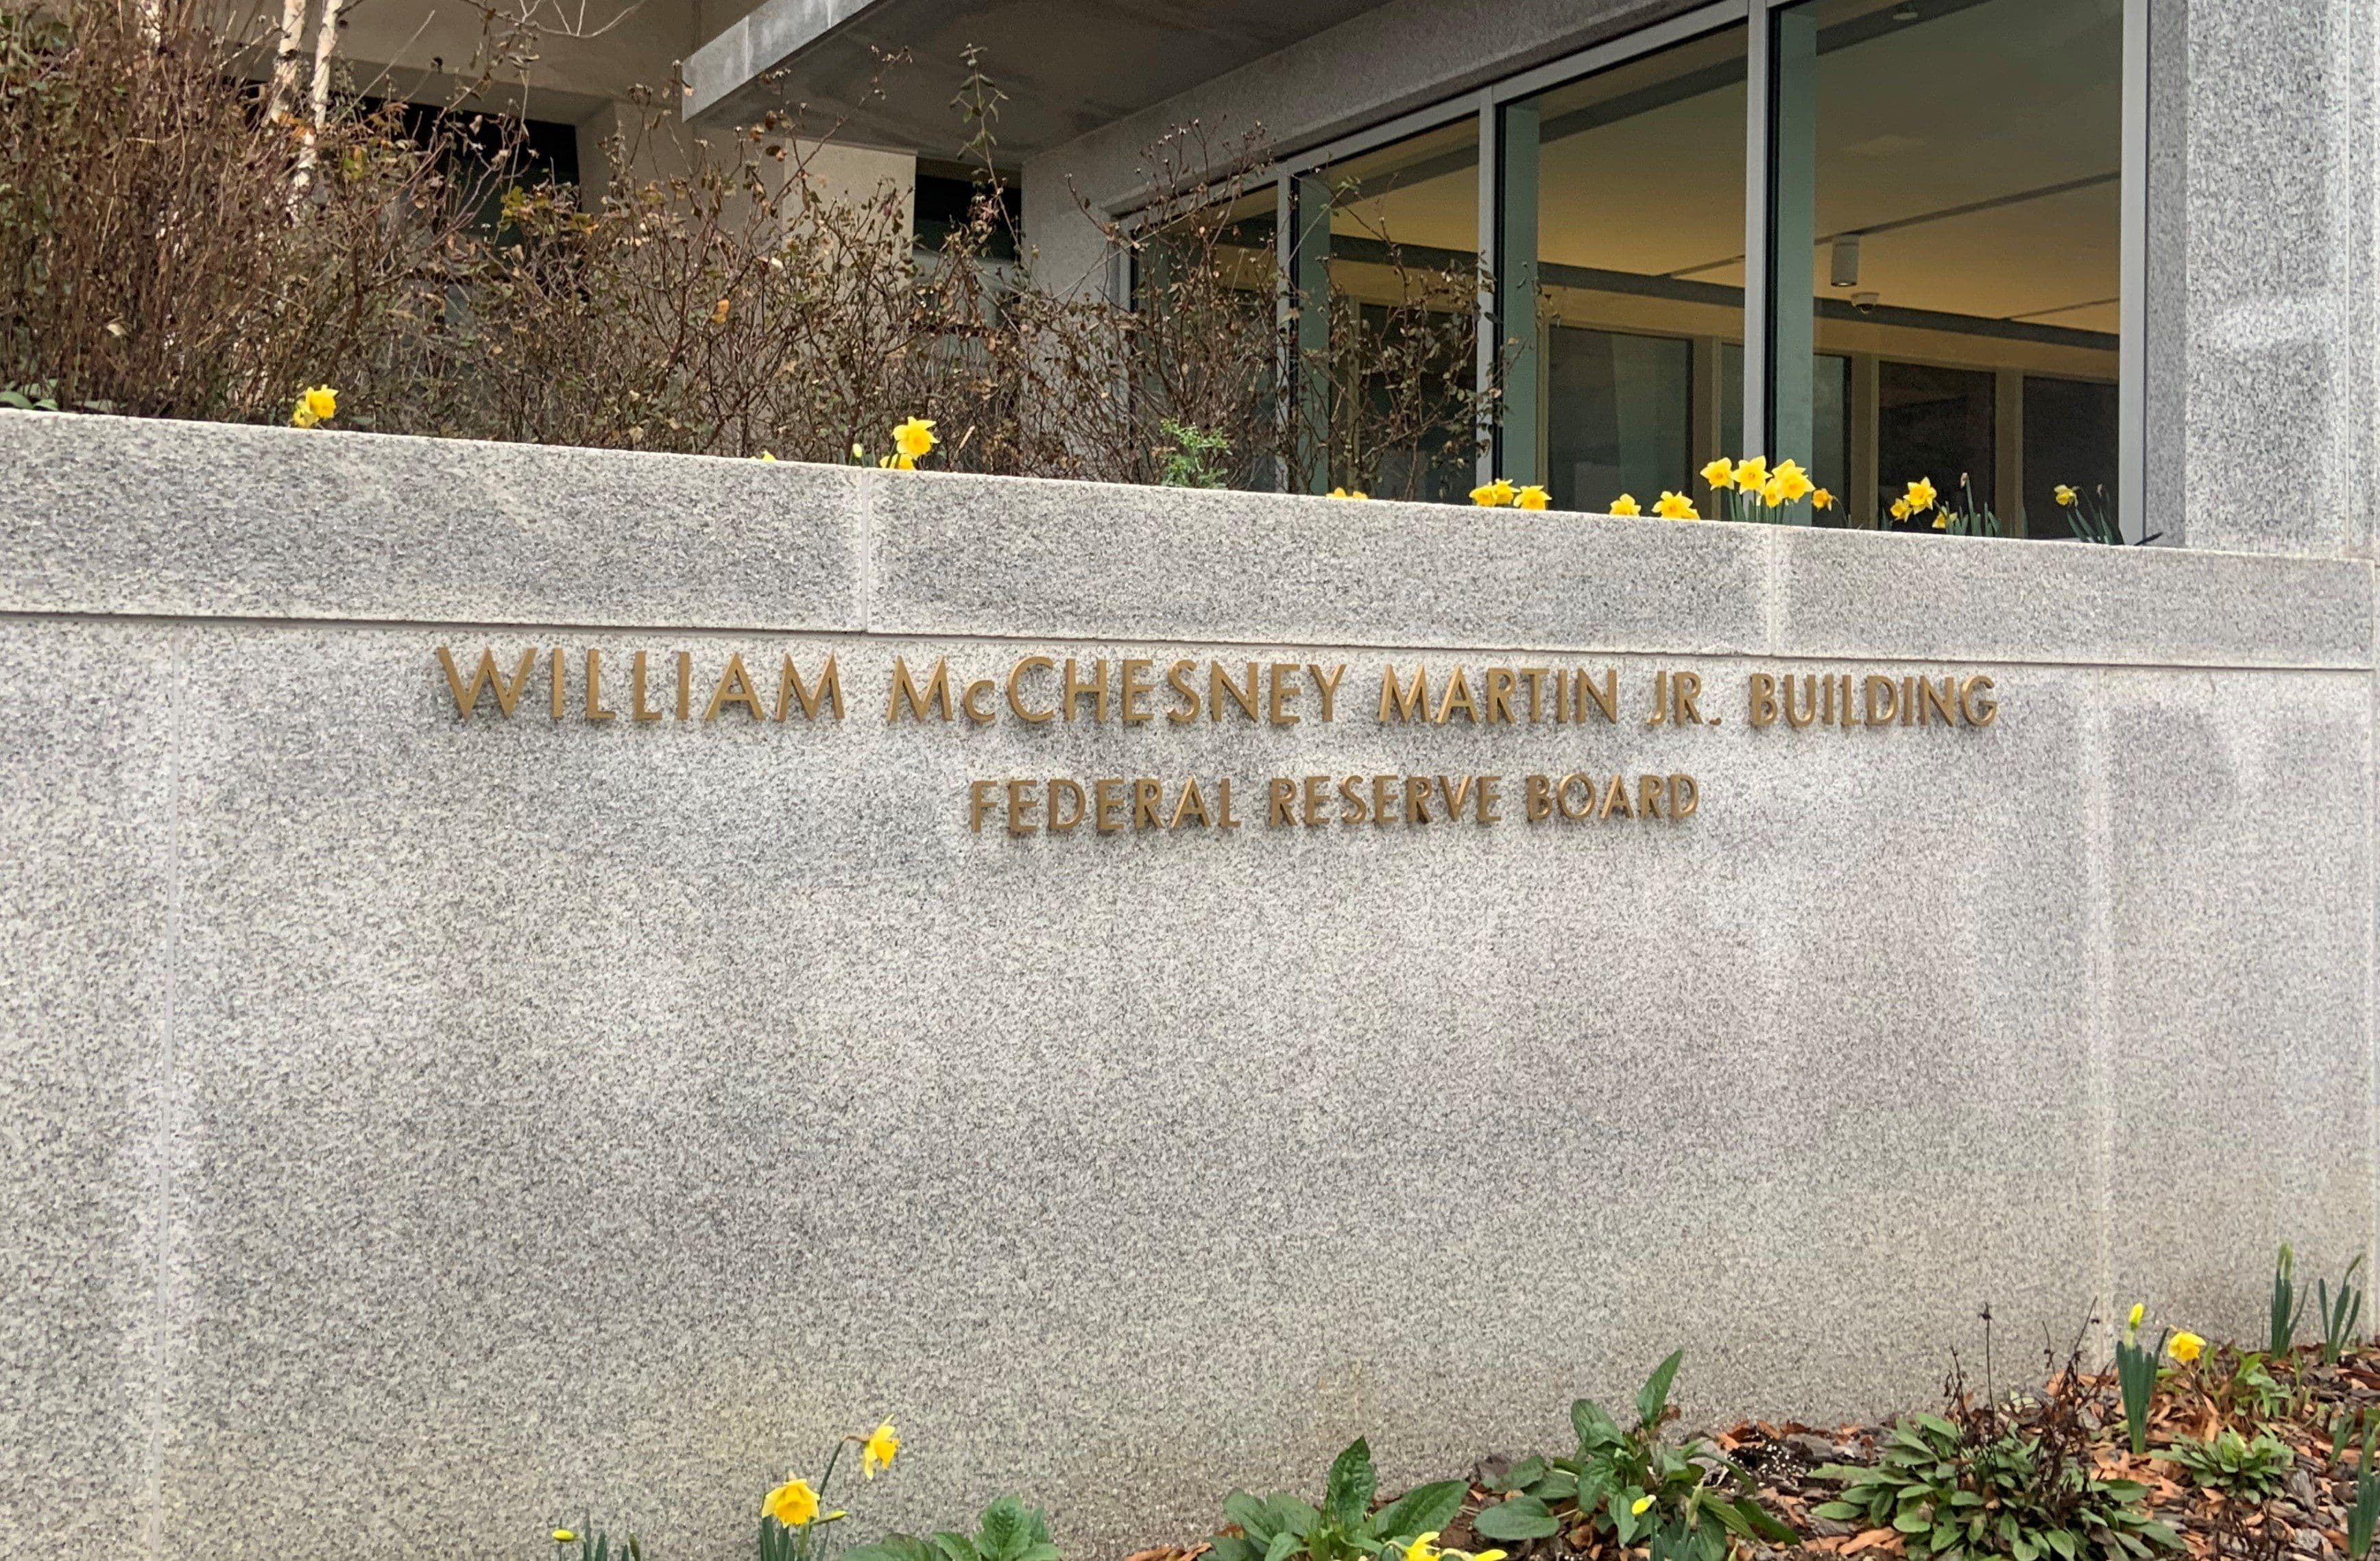 WILLIAM McCHESNEY MARTIN JR. BUILDING
FEDERAL RESERVE BOARD